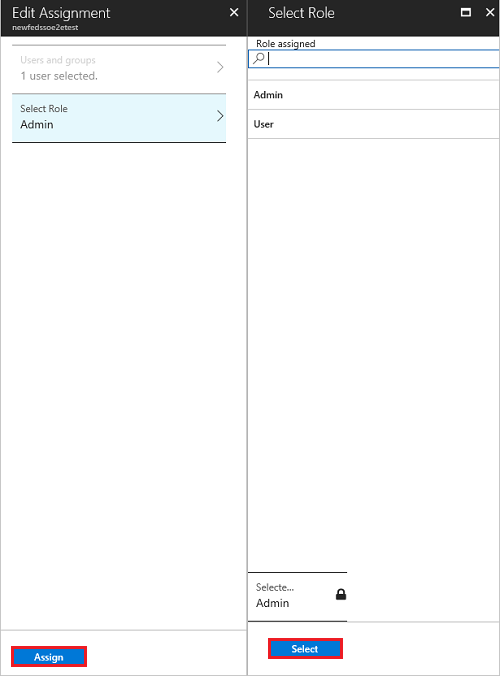 Edit Assignment
newfedssoe2etest
Users and groups
1 user selected.
Select Role
Admin
Assign
Select Role
Role assigned
Admin
User
Selecte...
Admin
Select